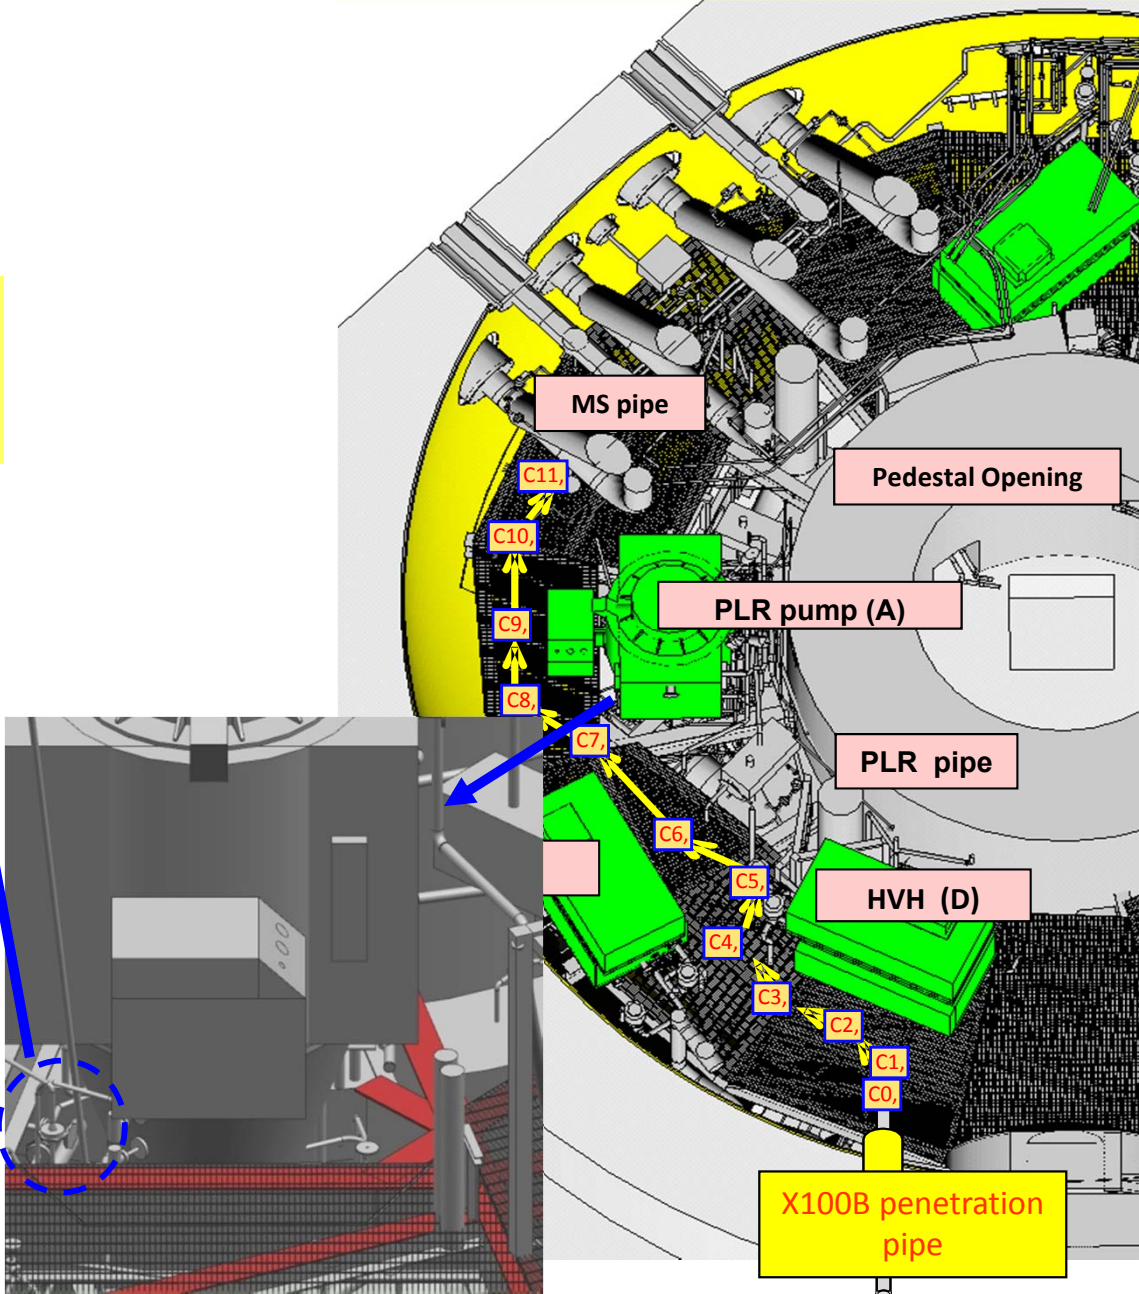 MS pipe
C11,
Pedestal Opening
C10,
PLR pump (A)
C9,
C8,
C7,
PLR pipe
C6,
C5,
HVH (D)
C4,
C3,
C2,
C1,
C0,
X100B penetration
pipe